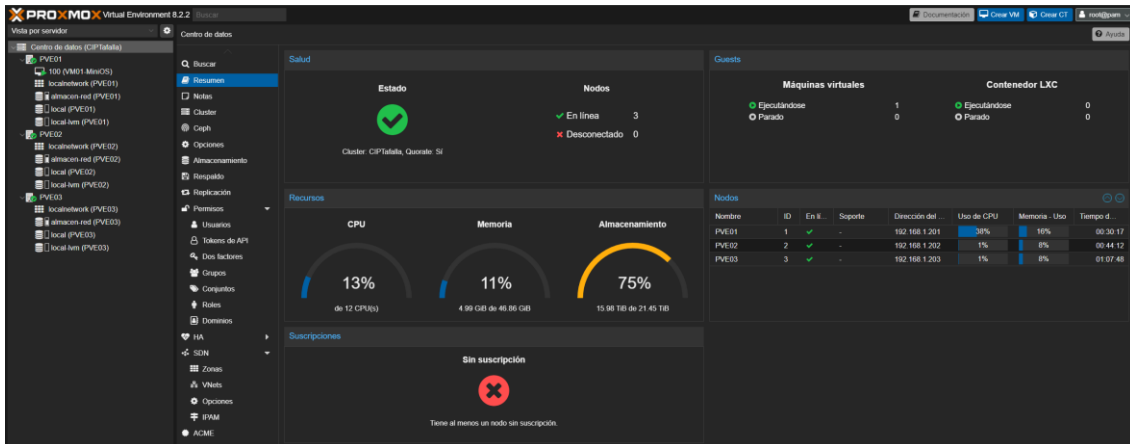 PROXMOX Virtual Environment 8.2.2 Buscar
Documentación Crear VM Crear CT root@pam
Vista por servidor
Centro de datos (CIPTafalla)
PVE01
100 (VM01-MiniOS)
localnetwork (PVE01)
almacen-red (PVE01)
local (PVE01)
local-lvm (PVE01)
PVE02
localnetwork (PVE02)
almacen-red (PVE02)
local (PVE02)
local-lvm (PVE02)
PVE03
localnetwork (PVE03)
almacen-red (PVE03)
local (PVE03)
local-lvm (PVE03)
Centro de datos
Ayuda
Buscar
Resumen
Notas
Cluster
Ceph
Opciones
Almacenamiento
Respaldo
Replicación
Permisos
Usuarios
Tokens de API
Dos factores
Grupos
Conjuntos
Roles
Dominios
HA
SDN
Zonas
VNets
Opciones
IPAM
ACME
Salud
Estado
Cluster: CIPTafalla, Quorate: Sí
Nodos
En línea 3
Desconectado 0
Guests
Máquinas virtuales
Ejecutándose 1
Parado 0
Contenedor LXC
Ejecutándose 0
Parado 0
Recursos
CPU
13%
de 12 CPU(s)
Memoria
11%
4.99 GiB de 46.86 GiB
Almacenamiento
75%
15.98 TiB de 21.45 TiB
Nodos
Nombre ID En lí... Soporte Dirección del ... Uso de CPU Memoria - Uso Tiempo d...
PVE01 1 - 192.168.1.201 38% 16% 00:30:17
PVE02 2 - 192.168.1.202 1% 8% 00:44:12
PVE03 3 - 192.168.1.203 1% 8% 01:07:48
Suscripciones
Sin suscripción
Tiene al menos un nodo sin suscripción.